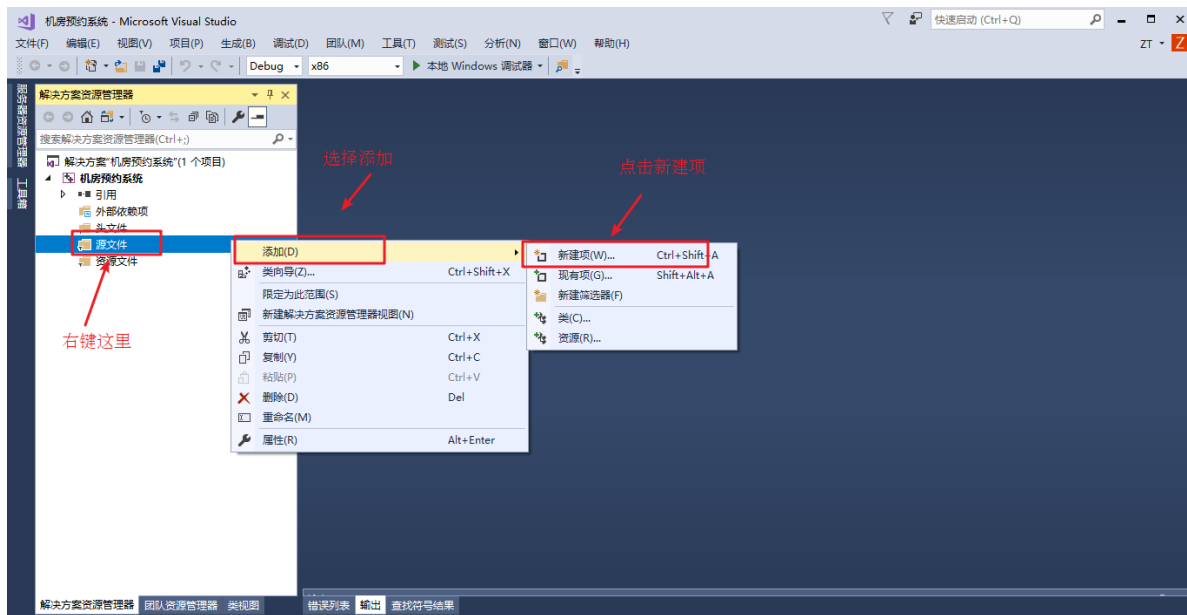 机房预约系统 - Microsoft Visual Studio
快速启动 (Ctrl+Q)
文件(F) 编辑(E) 视图(V) 项目(P) 生成(B) 调试(D) 团队(M) 工具(T) 测试(S) 分析(N) 窗口(W) 帮助(H)
ZT
Z
Debug
x86
本地 Windows 调试器
服务器资源管理器
工具箱
解决方案资源管理器
搜索解决方案资源管理器(Ctrl+;)
解决方案"机房预约系统"(1 个项目)
机房预约系统
引用
外部依赖项
头文件
源文件
资源文件
右键这里
选择添加
点击新建项
添加(D)
类向导(Z)... Ctrl+Shift+X
限定为此范围(S)
新建解决方案资源管理器视图(N)
剪切(T) Ctrl+X
复制(Y) Ctrl+C
粘贴(P) Ctrl+V
删除(D) Del
重命名(M)
属性(R) Alt+Enter
新建项(W)... Ctrl+Shift+A
现有项(G)... Shift+Alt+A
新建筛选器(F)
类(C)...
资源(R)...
解决方案资源管理器 团队资源管理器 类视图
错误列表 输出 查找符号结果